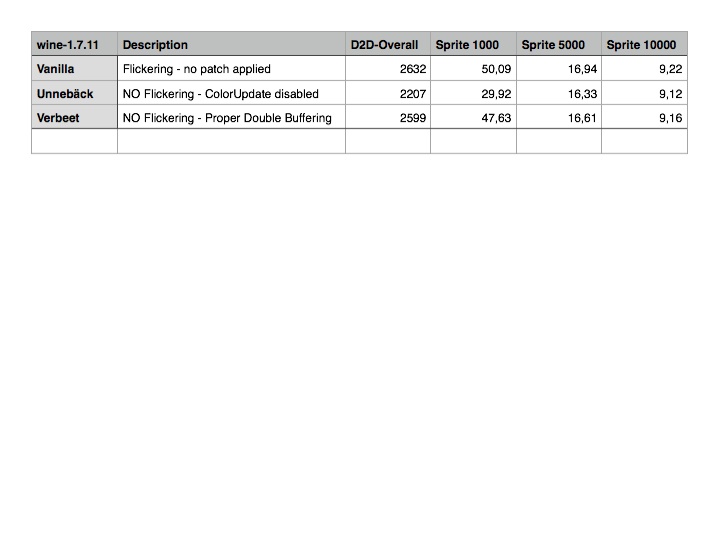 wine-1.7.11 Description D2D-Overall Sprite 1000 Sprite 5000 Sprite 10000
Vanilla Flickering - no patch applied 2632 50,09 16,94 9,22
Unnebäck NO Flickering - ColorUpdate disabled 2207 29,92 16,33 9,12
Verbeet NO Flickering - Proper Double Buffering 2599 47,63 16,61 9,16